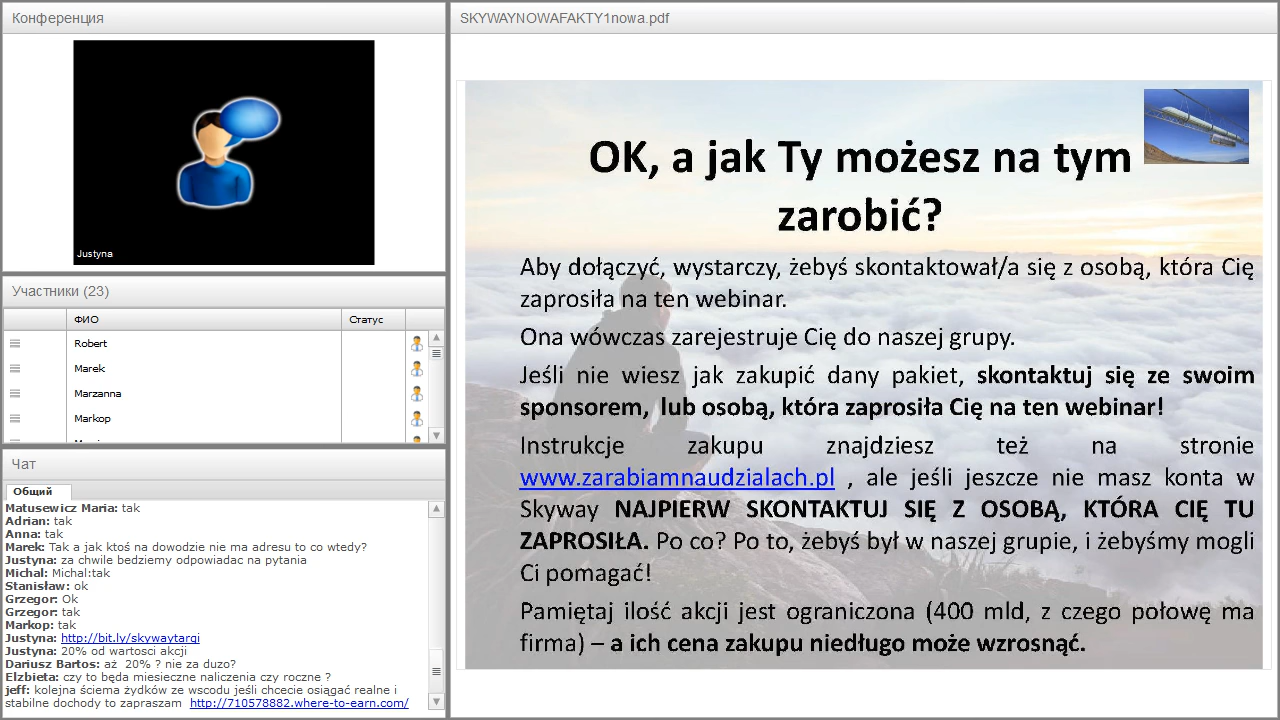 Конференция
Justyna
Участники (23)
ФИО Статус
Robert
Marek
Marzanna
Markop
Чат
Общий
Matusewicz Maria: tak
Adrian: tak
Anna: tak
Marek: Tak a jak ktoś na dowodzie nie ma adresu to co wtedy?
Justyna: za chwile bedziemy odpowiadac na pytania
Michal: Michal:tak
Stanisław: ok
Grzegor: Ok
Grzegor: tak
Markop: tak
Justyna: http://bit.ly/skywaytargi
Justyna: 20% od wartosci akcji
Dariusz Bartos: aż 20% ? nie za duzo?
Elzbieta: czy to będa miesieczne naliczenia czy roczne ?
jeff: kolejna ściema żydków ze wscodu jeśli chcecie osiągać realne i
stabilne dochody to zapraszam http://710578882.where-to-earn.com/
SKYWAYNOWAFAKTY1nowa.pdf
OK, a jak Ty możesz na tym
zarobić?
Aby dołączyć, wystarczy, żebyś skontaktował/a się z osobą, która Cię
zaprosiła na ten webinar.
Ona wówczas zarejestruje Cię do naszej grupy.
Jeśli nie wiesz jak zakupić dany pakiet, skontaktuj się ze swoim
sponsorem, lub osobą, która zaprosiła Cię na ten webinar!
Instrukcje zakupu znajdziesz też na stronie
www.zarabiamnaudzialach.pl , ale jeśli jeszcze nie masz konta w
Skyway NAJPIERW SKONTAKTUJ SIĘ Z OSOBĄ, KTÓRA CIĘ TU
ZAPROSIŁA. Po co? Po to, żebyś był w naszej grupie, i żebyśmy mogli
Ci pomagać!
Pamiętaj ilość akcji jest ograniczona (400 mld, z czego połowę ma
firma) – a ich cena zakupu niedługo może wzrosnąć.